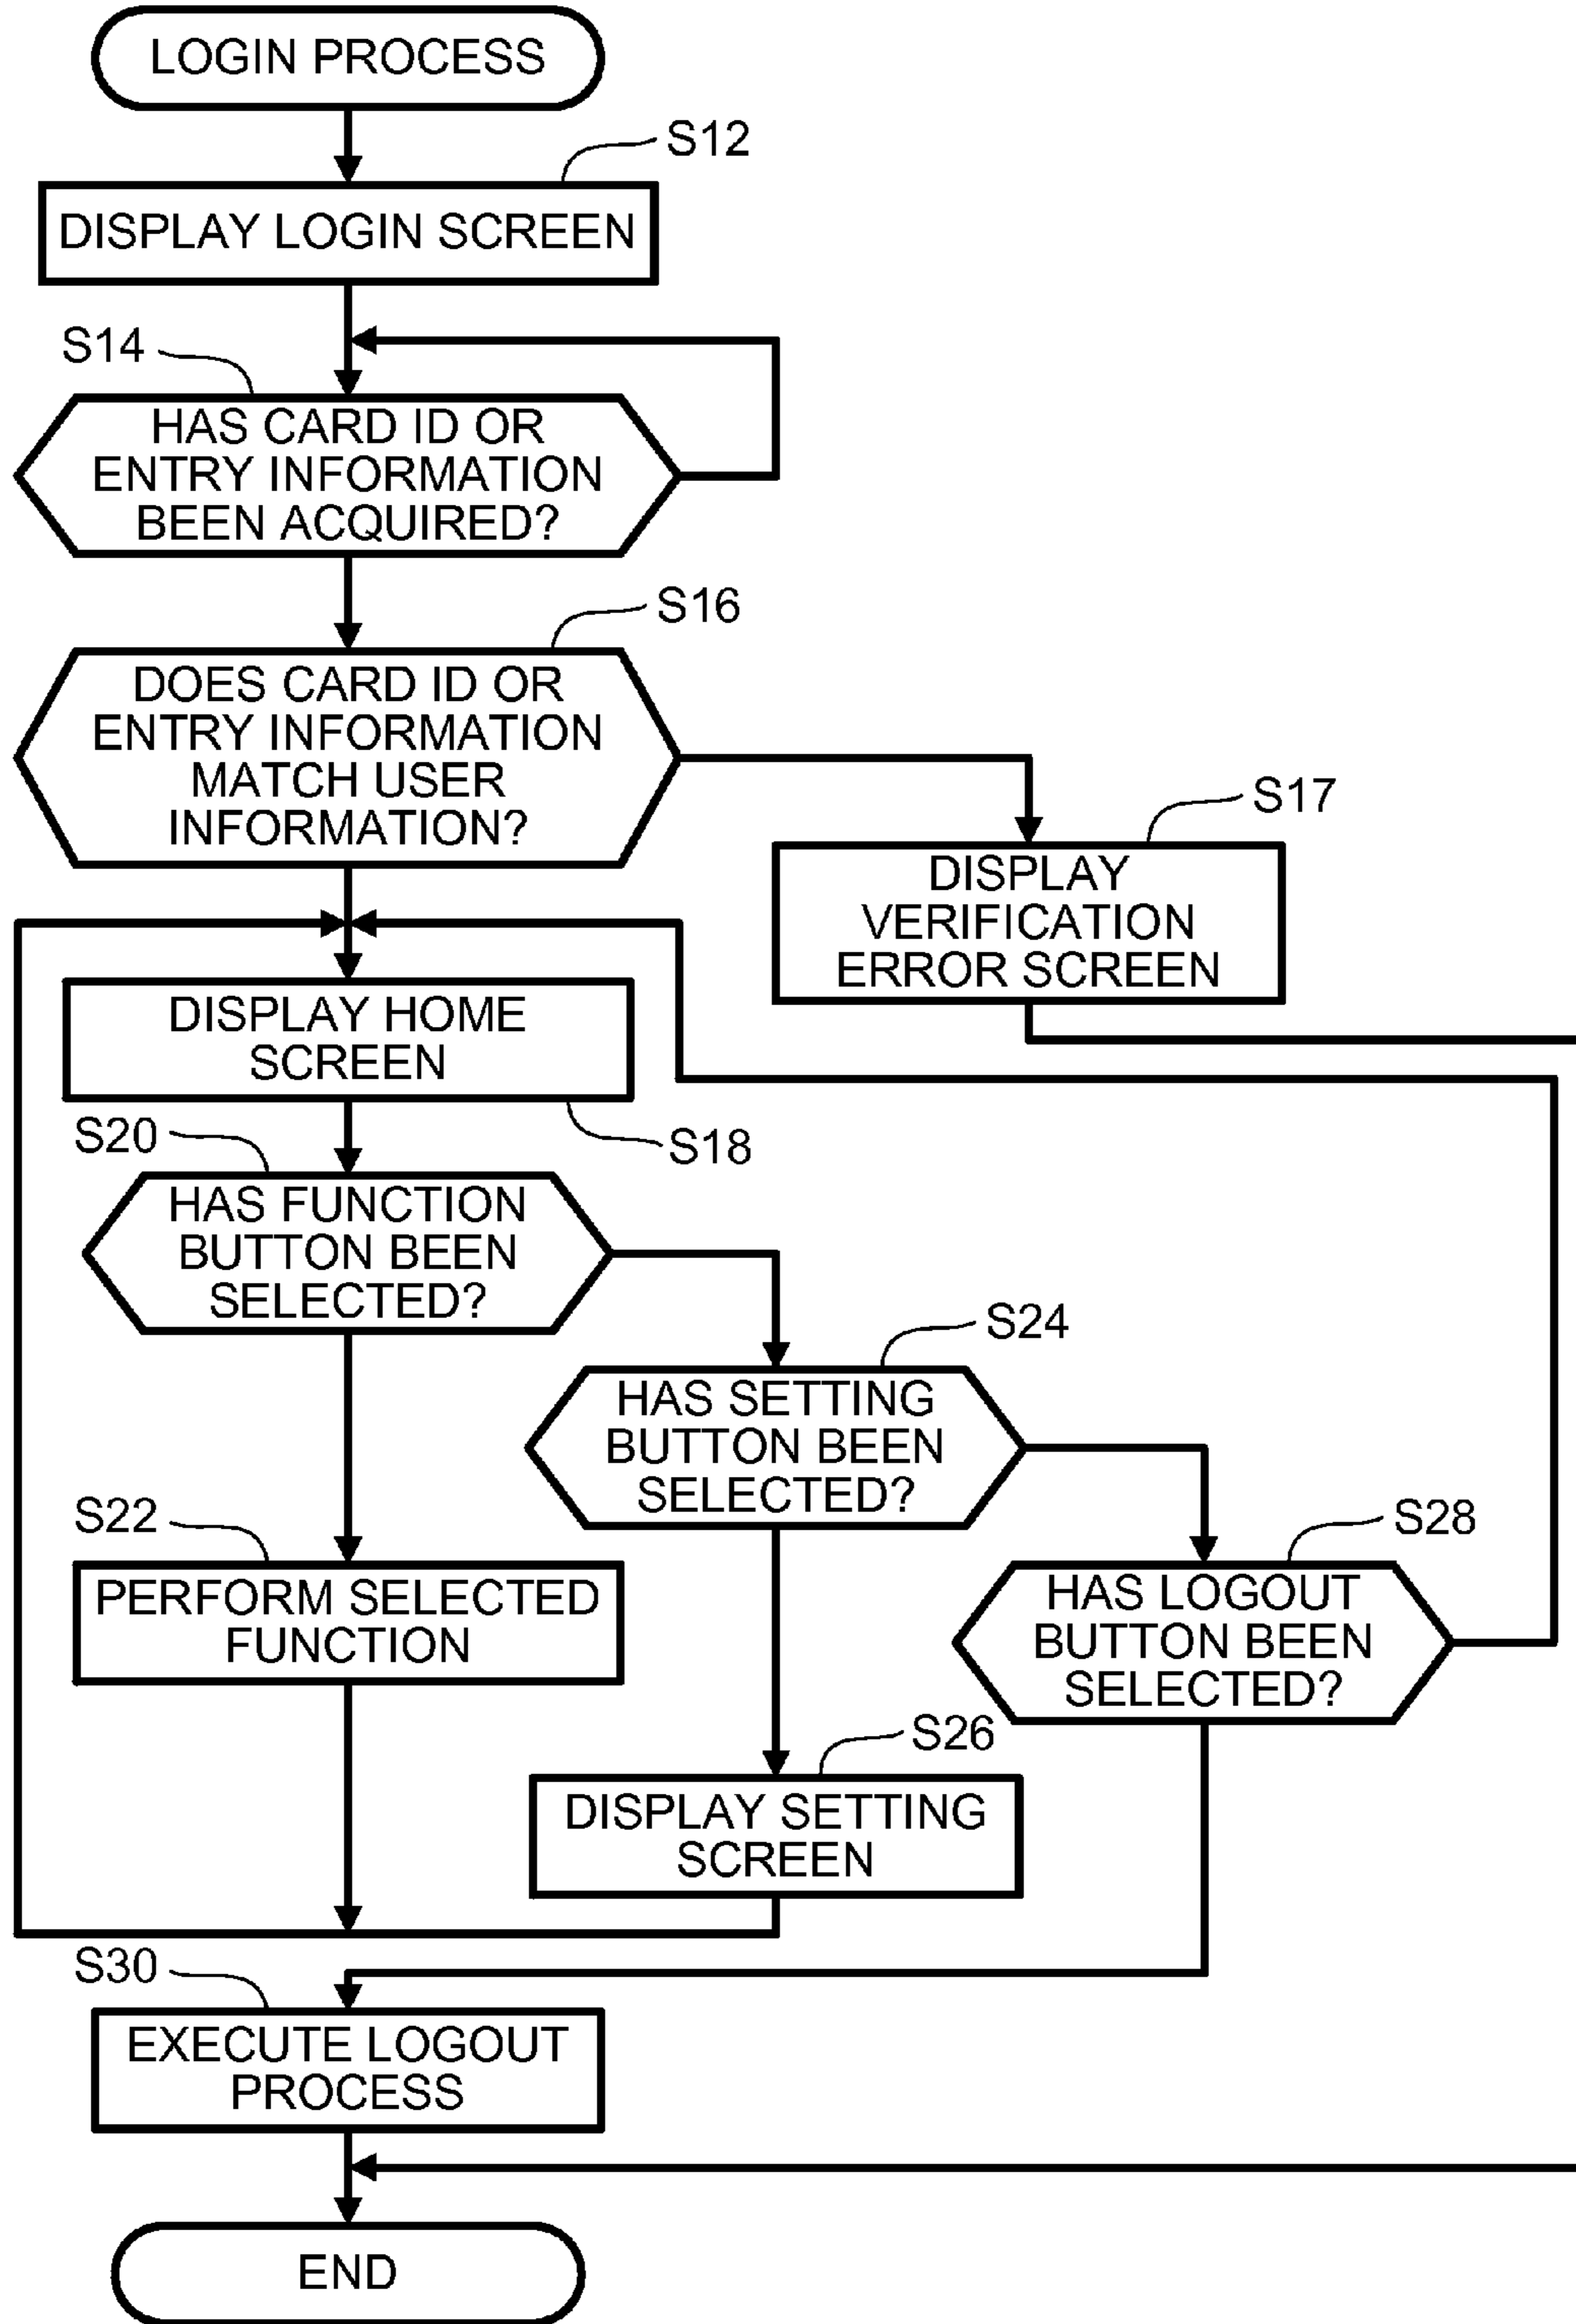 LOGIN PROCESS
S12
DISPLAY LOGIN SCREEN
S14
HAS CARD ID OR
ENTRY INFORMATION
BEEN ACQUIRED?
S16
DOES CARD ID OR
ENTRY INFORMATION
MATCH USER
INFORMATION?
S17
DISPLAY
VERIFICATION
ERROR SCREEN
DISPLAY HOME
SCREEN
S18
S20
HAS FUNCTION
BUTTON BEEN
SELECTED?
S24
HAS SETTING
BUTTON BEEN
SELECTED?
S22
PERFORM SELECTED
FUNCTION
S28
HAS LOGOUT
BUTTON BEEN
SELECTED?
S26
DISPLAY SETTING
SCREEN
S30
EXECUTE LOGOUT
PROCESS
END